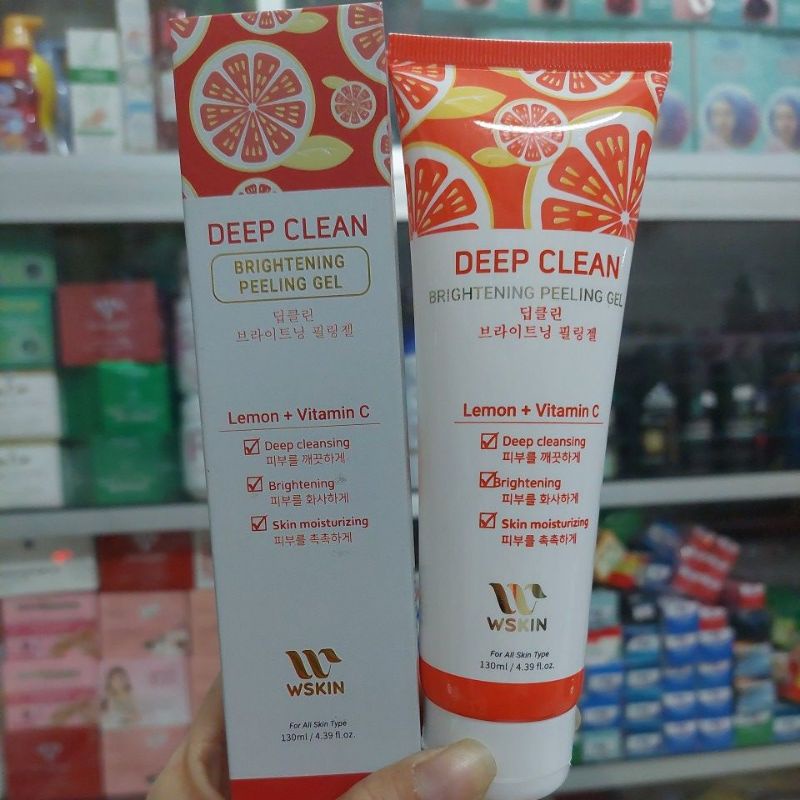 DEEP CLEAN
BRIGHTENING
PEELING GEL
딥클린
브라이트닝 필링젤
Lemon + Vitamin C
Deep cleansing
피부를 깨끗하게
Brightening
피부를 화사하게
Skin moisturizing
피부를 촉촉하게
WSKIN
For All Skin Type
130ml / 4.39 fl.oz.
DEEP CLEAN
BRIGHTENING PEELING GEL
딥클린
브라이트닝 필링젤
Lemon + Vitamin C
Deep cleansing
피부를 깨끗하게
Brightening
피부를 화사하게
Skin moisturizing
피부를 촉촉하게
WSKIN
For All Skin Type
130ml / 4.39 fl.oz.